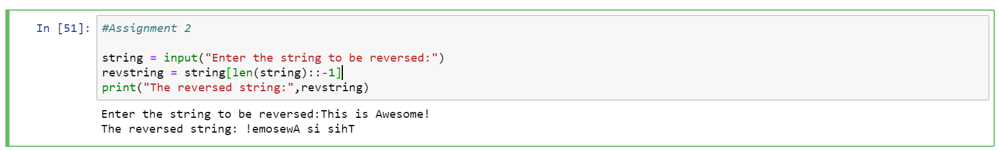 In [51]: #Assignment 2
string = input("Enter the string to be reversed:")
revstring = string[len(string)::-1]
print("The reversed string:",revstring)
Enter the string to be reversed:This is Awesome!
The reversed string: !emosewA si sihT